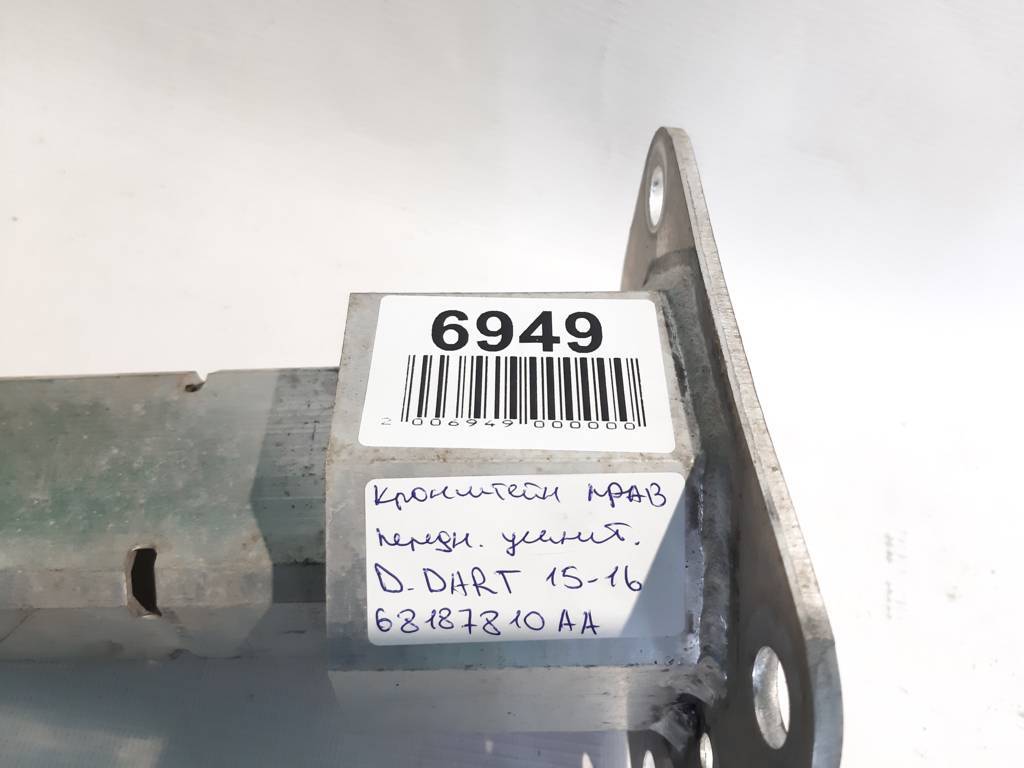 6949
2 006949 000000
Кронштейн ПРАВ
передн. усилит.
D-DART 15-16
68187810AA